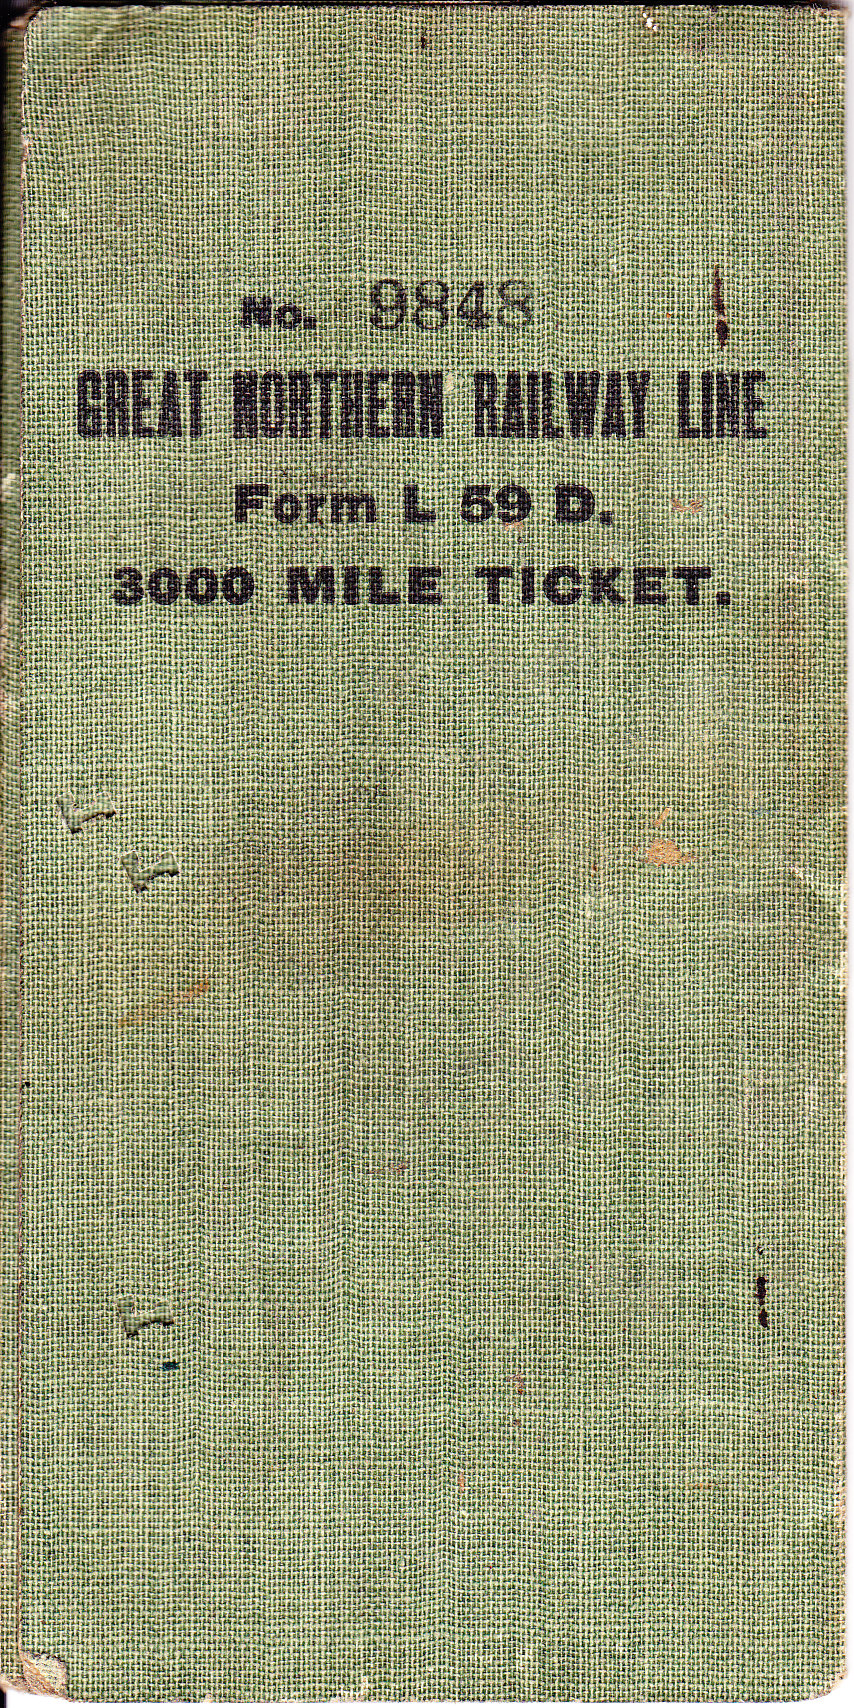 No. 9848
GREAT NORTHERN RAILWAY LINE
Form L 59 D.
3000 MILE TICKET.